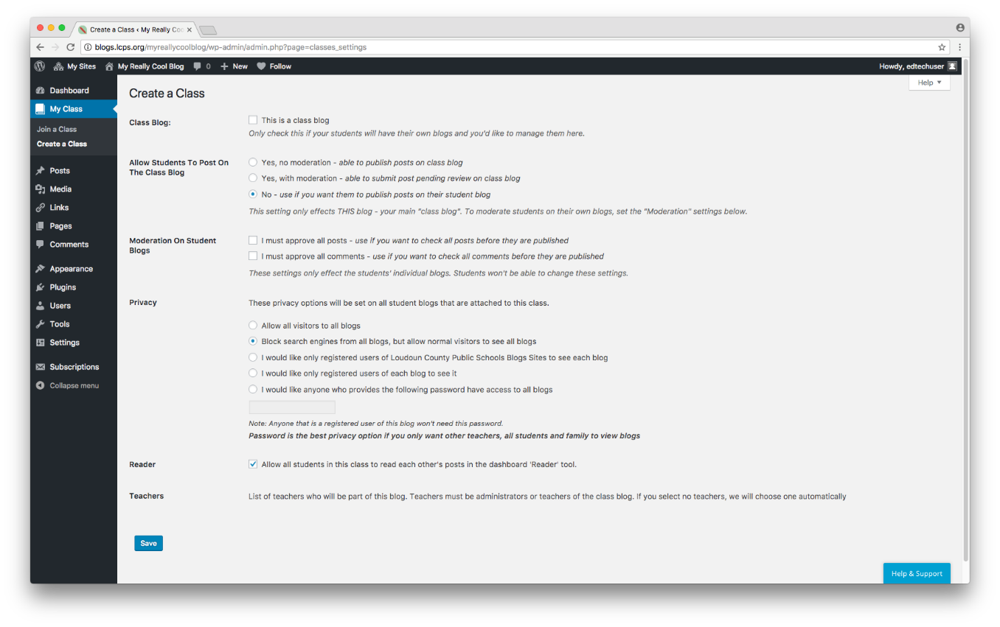 Create a Class ‹ My Really Coo
blogs.lcps.org/myreallycoolblog/wp-admin/admin.php?page=classes_settings
My Sites My Really Cool Blog 0 New Follow Howdy, edtechuser
Help
Dashboard
My Class
Join a Class
Create a Class
Posts
Media
Links
Pages
Comments
Appearance
Plugins
Users
Tools
Settings
Subscriptions
Collapse menu
Create a Class
Class Blog:
This is a class blog
Only check this if your students will have their own blogs and you'd like to manage them here.
Allow Students To Post On
The Class Blog
Yes, no moderation - able to publish posts on class blog
Yes, with moderation - able to submit post pending review on class blog
No - use if you want them to publish posts on their student blog
This setting only effects THIS blog - your main "class blog". To moderate students on their own blogs, set the "Moderation" settings below.
Moderation On Student
Blogs
I must approve all posts - use if you want to check all posts before they are published
I must approve all comments - use if you want to check all comments before they are published
These settings only effect the students' individual blogs. Students won't be able to change these settings.
Privacy
These privacy options will be set on all student blogs that are attached to this class.
Allow all visitors to all blogs
Block search engines from all blogs, but allow normal visitors to see all blogs
I would like only registered users of Loudoun County Public Schools Blogs Sites to see each blog
I would like only registered users of each blog to see it
I would like anyone who provides the following password have access to all blogs
Note: Anyone that is a registered user of this blog won't need this password.
Password is the best privacy option if you only want other teachers, all students and family to view blogs
Reader
Allow all students in this class to read each other's posts in the dashboard 'Reader' tool.
Teachers
List of teachers who will be part of this blog. Teachers must be administrators or teachers of the class blog. If you select no teachers, we will choose one automatically
Save
Help & Support